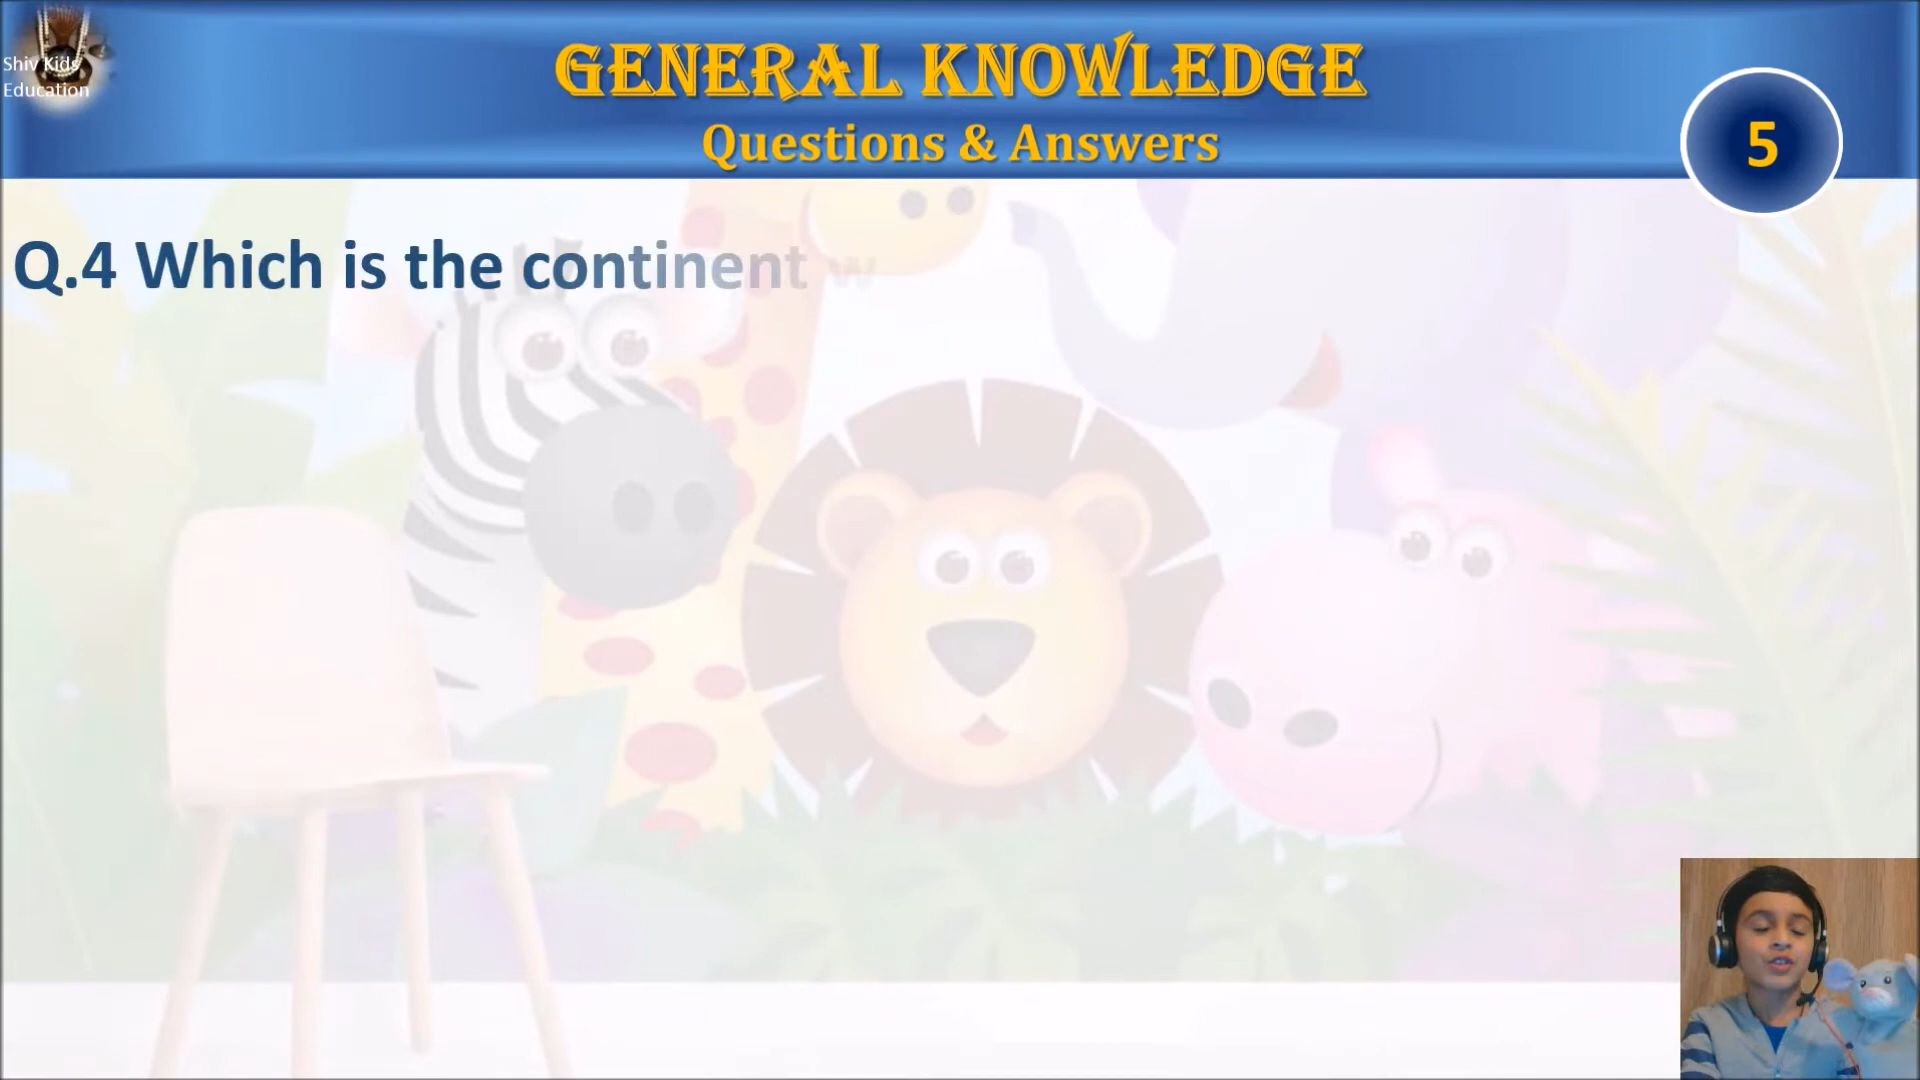 Shiv Kids
Education
GENERAL KNOWLEDGE
Questions & Answers
5
Q.4 Which is the continent w